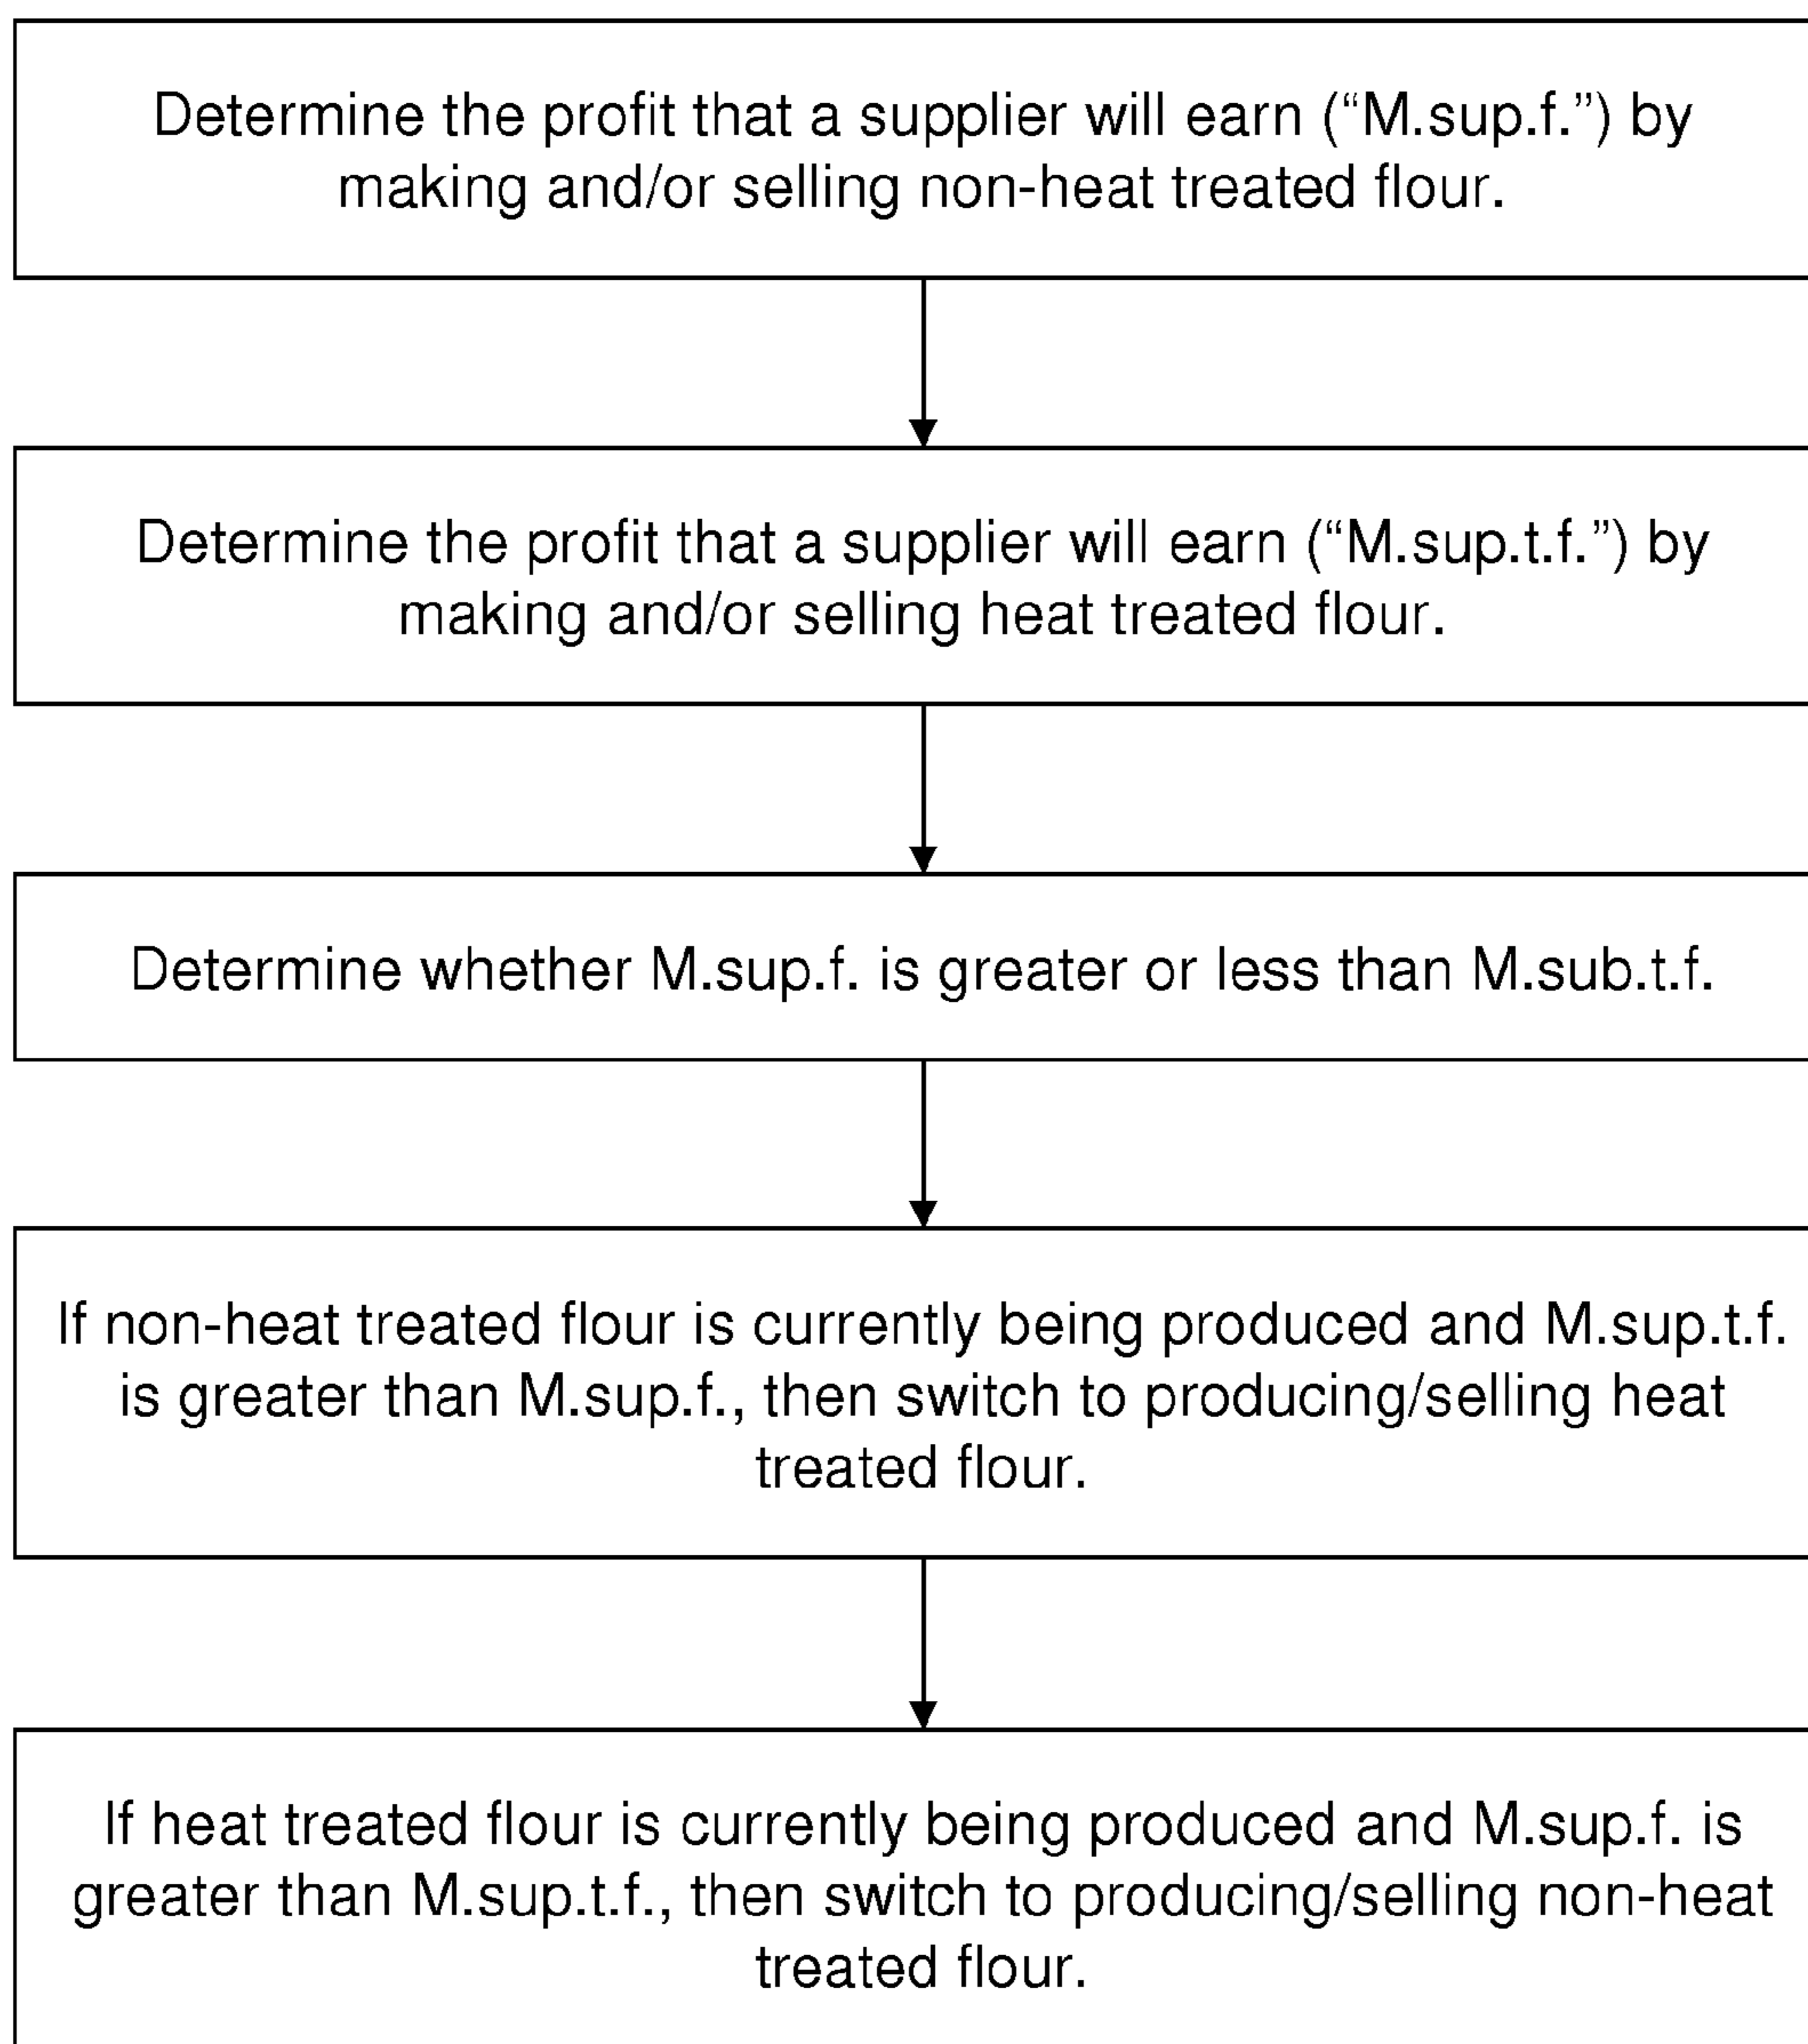 Determine the profit that a supplier will earn (“M.sup.f.”) by
making and/or selling non-heat treated flour.
Determine the profit that a supplier will earn (“M.sup.t.f.”) by
making and/or selling heat treated flour.
Determine whether M.sup.f. is greater or less than M.sub.t.f.
If non-heat treated flour is currently being produced and M.sup.t.f.
is greater than M.sup.f., then switch to producing/selling heat
treated flour.
If heat treated flour is currently being produced and M.sup.f. is
greater than M.sup.t.f., then switch to producing/selling non-heat
treated flour.